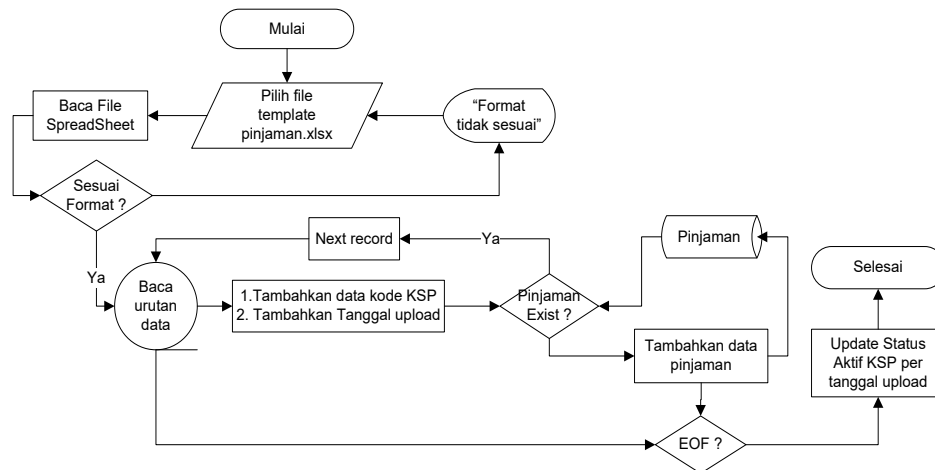 Mulai
Pilih file
template
pinjaman.xlsx
Baca File
SpreadSheet
“Format
tidak sesuai”
Sesuai
Format ?
Ya
Next record
Ya
Pinjaman
Selesai
Baca
urutan
data
1.Tambahkan data kode KSP
2. Tambahkan Tanggal upload
Pinjaman
Exist ?
Tambahkan data
pinjaman
Update Status
Aktif KSP per
tanggal upload
EOF ?